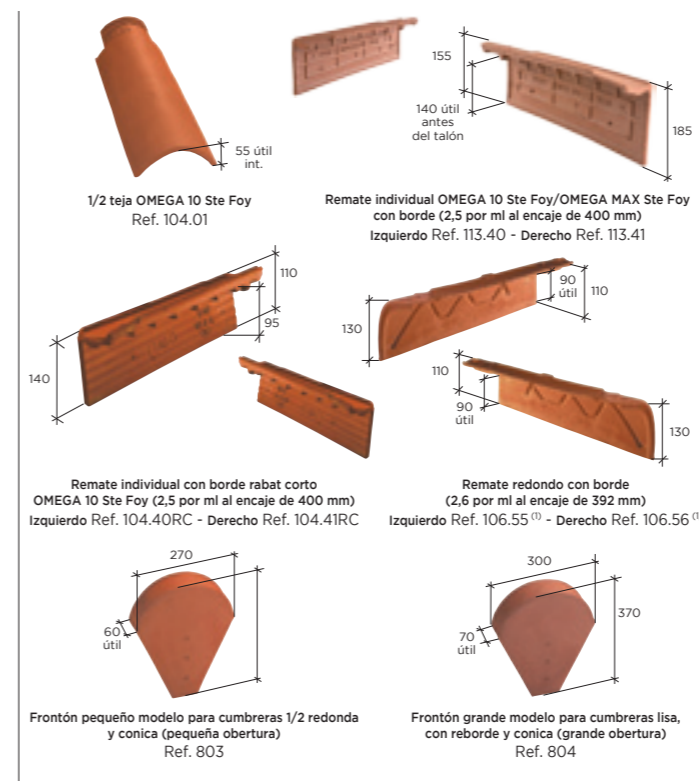 55 útil
int.
1/2 teja OMEGA 10 Ste Foy
Ref. 104.01
155
140 útil
antes
del talón
185
Remate individual OMEGA 10 Ste Foy/OMEGA MAX Ste Foy
con borde (2,5 por ml al encaje de 400 mm)
Izquierdo Ref. 113.40 - Derecho Ref. 113.41
110
95
140
Remate individual con borde rabat corto
OMEGA 10 Ste Foy (2,5 por ml al encaje de 400 mm)
Izquierdo Ref. 104.40RC - Derecho Ref. 104.41RC
90
útil
110
130
110
90
útil
130
Remate redondo con borde
(2,6 por ml al encaje de 392 mm)
Izquierdo Ref. 106.55 (1) - Derecho Ref. 106.56 (1
270
60
útil
Frontón pequeño modelo para cumbreras 1/2 redonda
y conica (pequeña obertura)
Ref. 803
300
370
70
útil
Frontón grande modelo para cumbreras lisa,
con reborde y conica (grande obertura)
Ref. 804